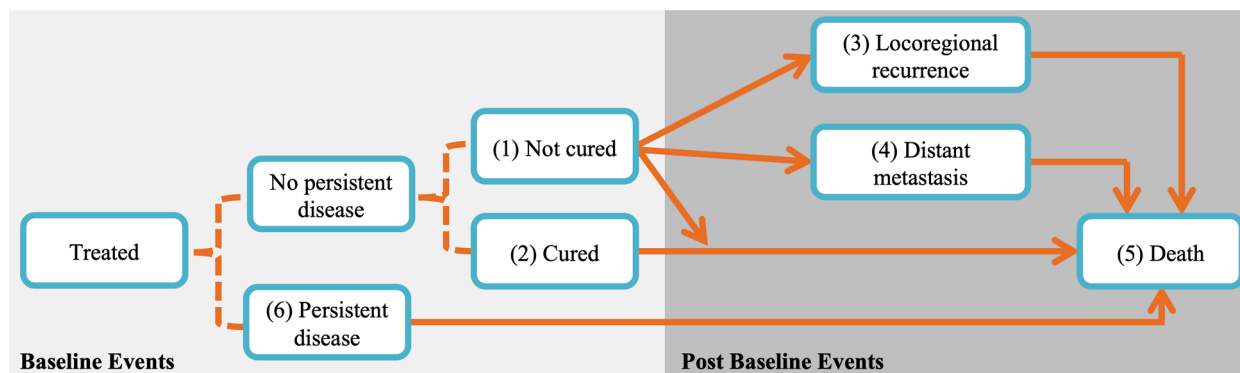 (3) Locoregional
recurrence
(1) Not cured
(4) Distant
metastasis
No persistent
disease
Treated
(2) Cured
(5) Death
(6) Persistent
disease
Baseline Events
Post Baseline Events